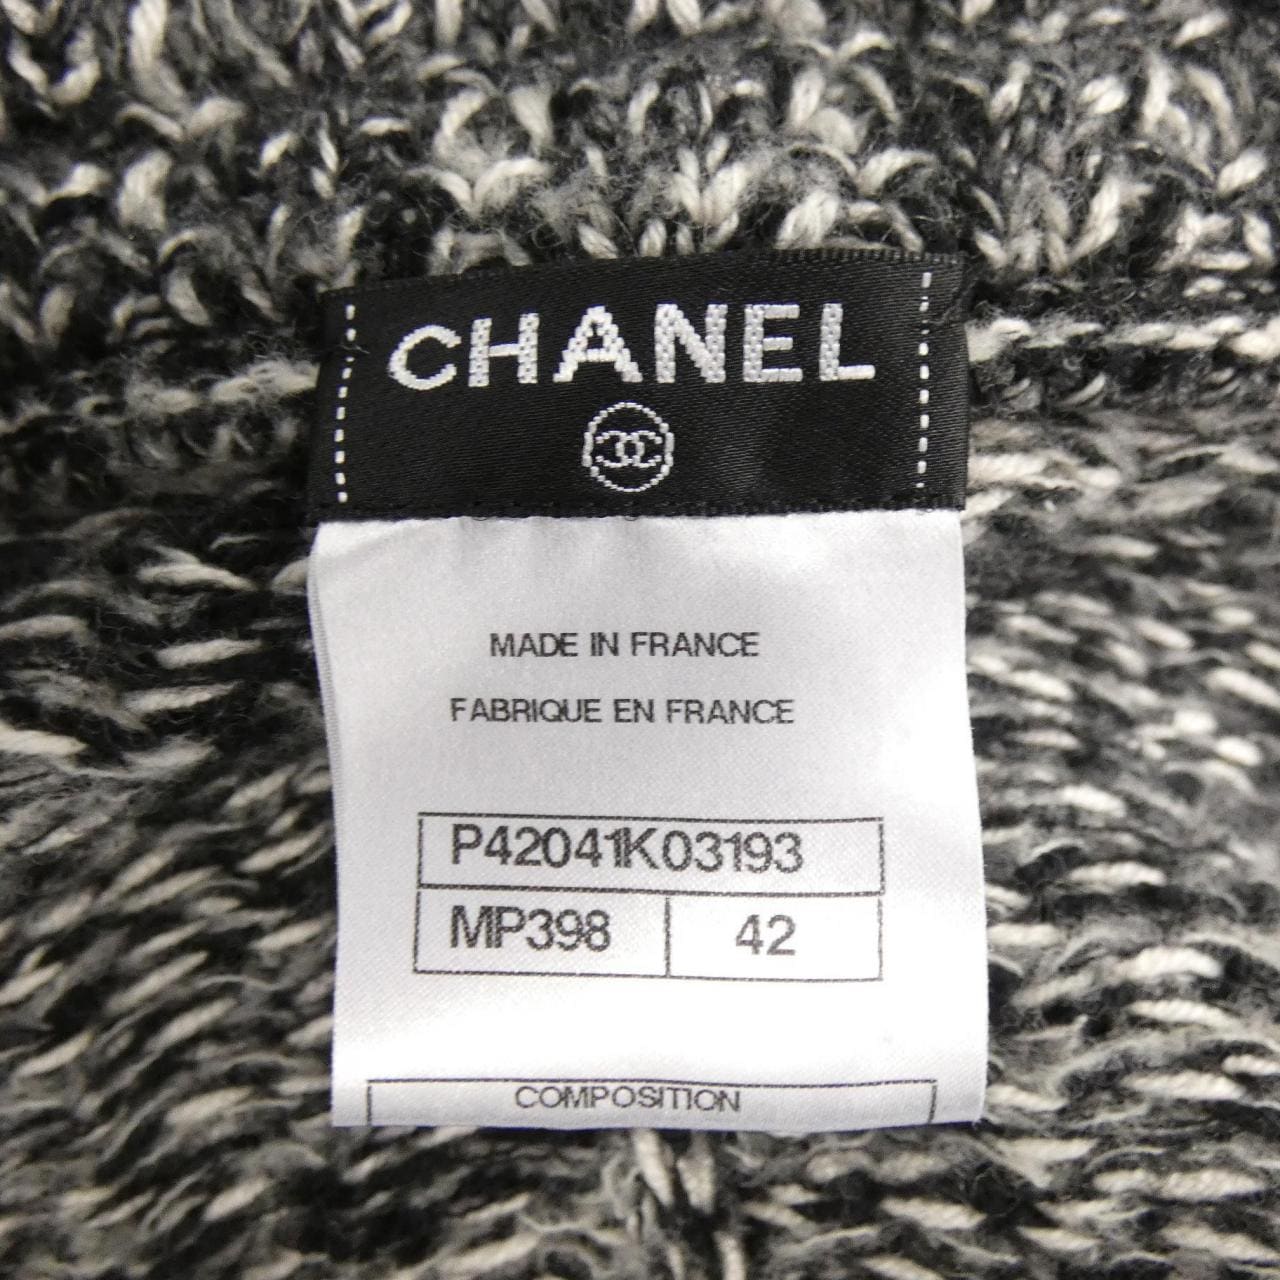 CHANEL
MADE IN FRANCE
FABRIQUE EN FRANCE
P42041K03193
MP398 42
COMPOSITION